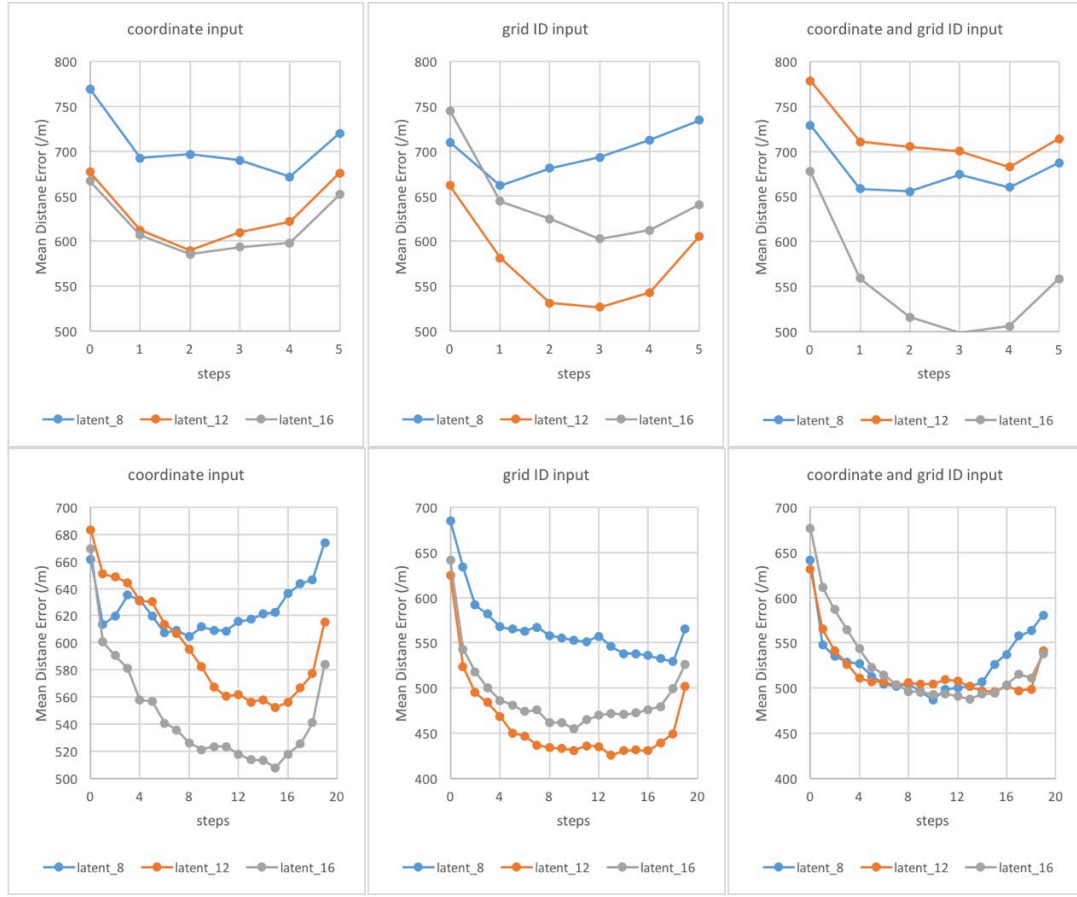 coordinate input
800
750
700
650
600
550
500
Mean Distane Error (/m)
0 1 2 3 4 5
steps
latent_8 latent_12 latent_16
grid ID input
800
750
700
650
600
550
500
Mean Distane Error (/m)
0 1 2 3 4 5
steps
latent_8 latent_12 latent_16
coordinate and grid ID input
800
750
700
650
600
550
500
Mean Distane Error (/m)
0 1 2 3 4 5
steps
latent_8 latent_12 latent_16
coordinate input
700
680
660
640
620
600
580
560
540
520
500
Mean Distane Error (/m)
0 4 8 12 16 20
steps
latent_8 latent_12 latent_16
grid ID input
700
650
600
550
500
450
400
Mean Distane Error (/m)
0 4 8 12 16 20
steps
latent_8 latent_12 latent_16
coordinate and grid ID input
700
650
600
550
500
450
400
Mean Distane Error (/m)
0 4 8 12 16 20
steps
latent_8 latent_12 latent_16